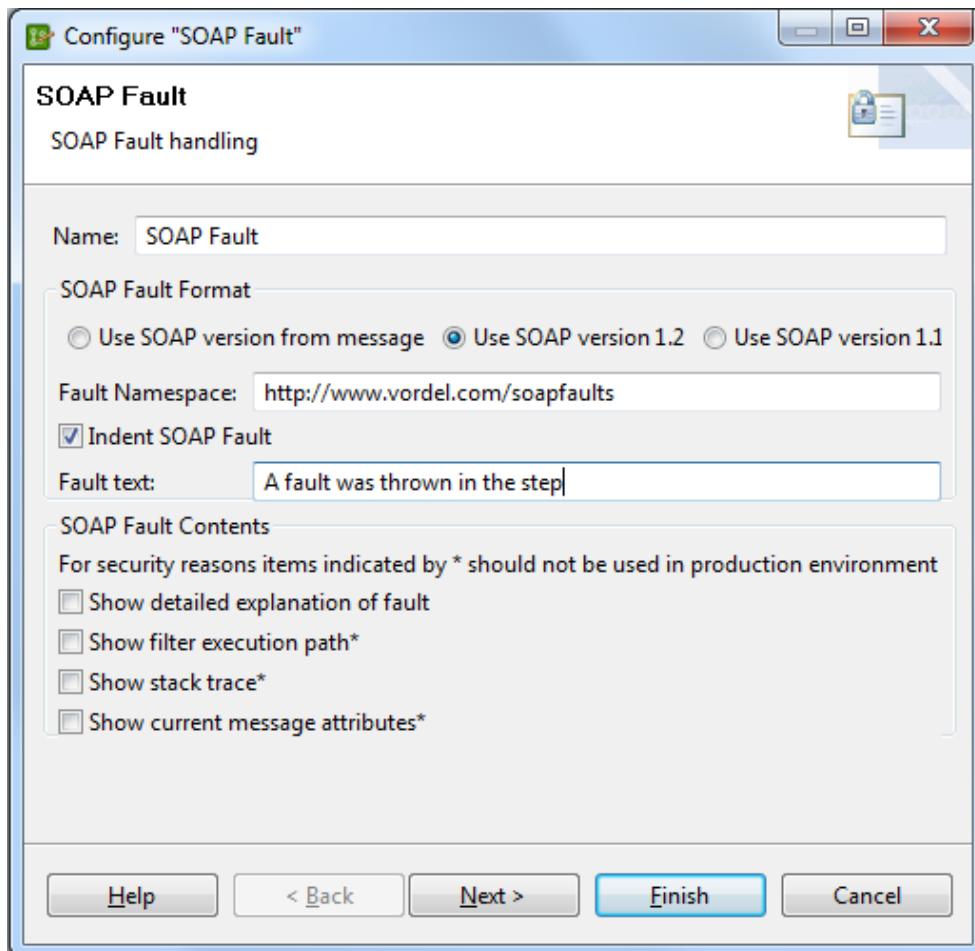 Configure "SOAP Fault"
SOAP Fault
SOAP Fault handling
Name: SOAP Fault
SOAP Fault Format
Use SOAP version from message Use SOAP version 1.2 Use SOAP version 1.1
Fault Namespace: http://www.vordel.com/soapfaults
Indent SOAP Fault
Fault text: A fault was thrown in the step
SOAP Fault Contents
For security reasons items indicated by * should not be used in production environment
Show detailed explanation of fault
Show filter execution path*
Show stack trace*
Show current message attributes*
Help < Back Next > Finish Cancel